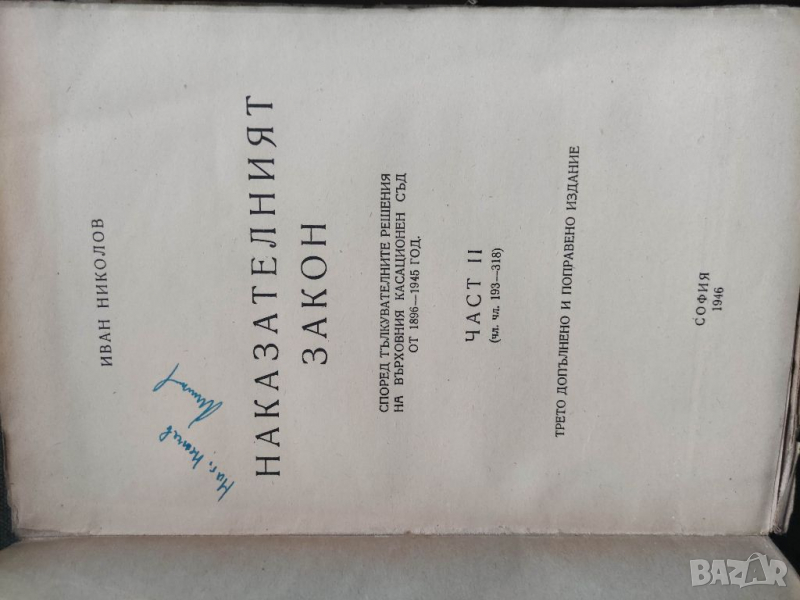 ИВАН НИКОЛОВ
НАКАЗАТЕЛНИЯТ
ЗАКОН
СПОРЕД ТЪЛКУВАТЕЛНИТЕ РЕШЕНИЯ
НА ВЪРХОВНИЯ КАСАЦИОНЕН СЪД
ОТ 1896—1945 ГОД.
ЧАСТ II
(чл. чл. 193—318)
ТРЕТО ДОПЪЛНЕНО И ПОПРАВЕНО ИЗДАНИЕ
СОФИЯ
1946
BAZAR